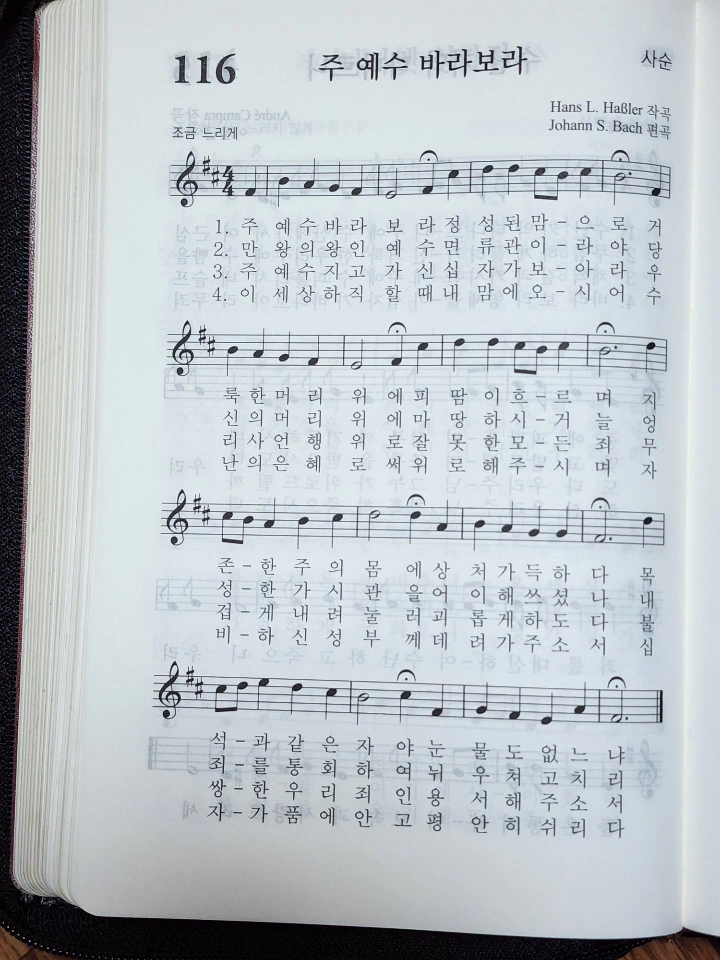 116 주 예수 바라보라 사순
Hans L. Haßler 작곡
조금 느리게 Johann S. Bach 편곡
1. 주 예 수 바 라 보 라 정 성 된 맘 - 으 로 거
2. 만 왕 의 왕 인 예 수 면 류 관 이 - 라 야 당
3. 주 예 수 지 고 가 신 십 자 가 보 - 아 라 우
4. 이 세 상 하 직 할 때 내 맘 에 오 - 시 어 수
룩 한 머 리 위 에 피 땀 이 흐 - 르 며 지
신 의 머 리 위 에 마 땅 하 시 - 거 늘 엉
리 사 언 행 위 로 잘 못 한 모 - 든 죄 무
난 의 은 혜 로 써 위 로 해 주 - 시 며 자
존 - 한 주 의 몸 에 상 처 가 득 하 다 목
성 - 한 가 시 관 을 어 이 해 쓰 셨 나 내
겁 - 게 내 려 눌 러 괴 롭 게 하 도 다 불
비 - 하 신 성 부 께 데 려 가 주 소 서 십
석 - 과 같 은 자 야 눈 물 도 없 느 냐
죄 - 를 통 회 하 여 뉘 우 쳐 고 치 리
쌍 - 한 우 리 죄 인 용 서 해 주 소 서
자 - 가 품 에 안 고 평 안 히 쉬 리 다